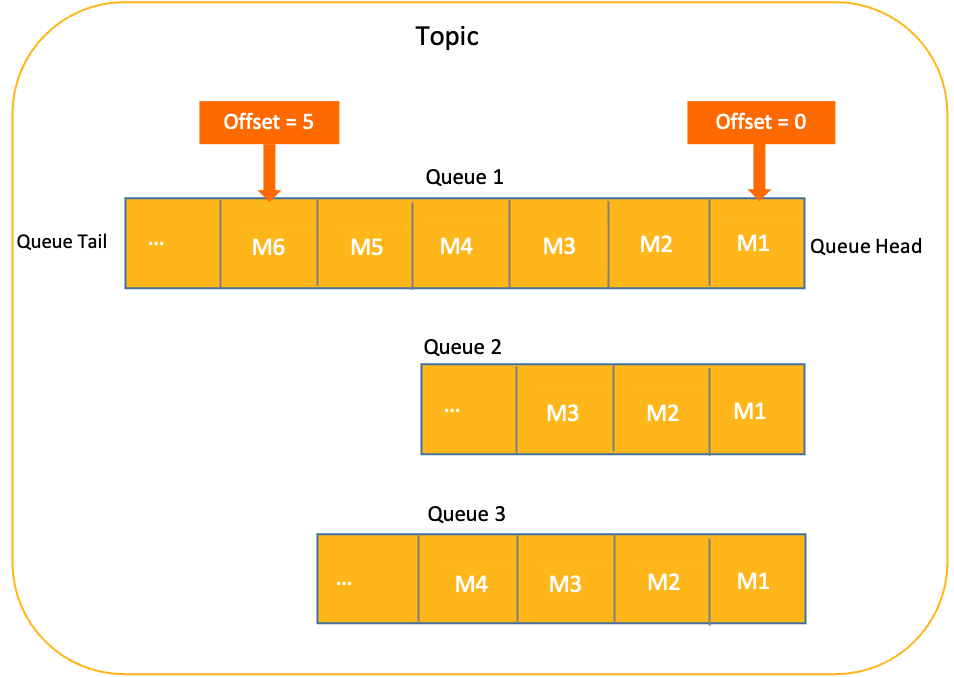 Topic
Offset = 5
Offset = 0
Queue 1
Queue Tail
... M6 M5 M4 M3 M2 M1
Queue Head
Queue 2
... M3 M2 M1
Queue 3
... M4 M3 M2 M1